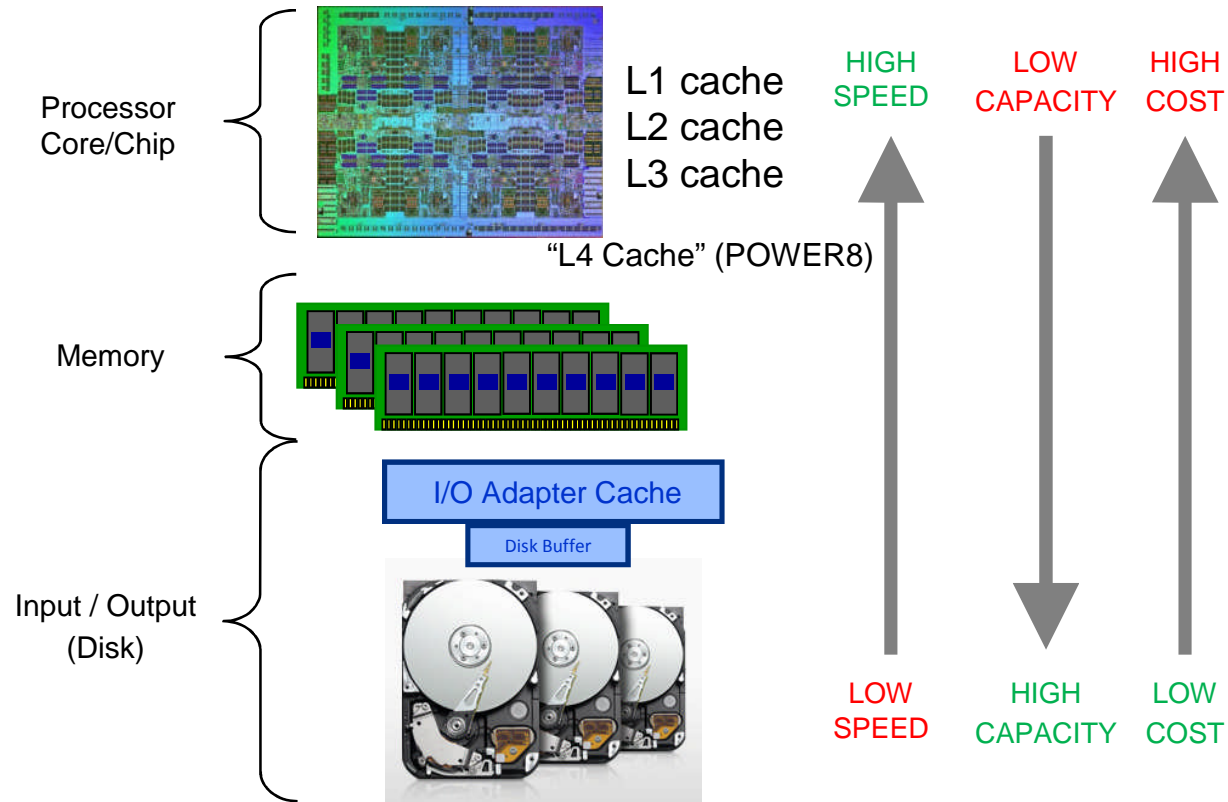 Processor
Core/Chip
L1 cache
L2 cache
L3 cache
HIGH
SPEED
LOW
CAPACITY
HIGH
COST
“L4 Cache” (POWER8)
Memory
I/O Adapter Cache
Disk Buffer
Input / Output
(Disk)
LOW
SPEED
HIGH
CAPACITY
LOW
COST